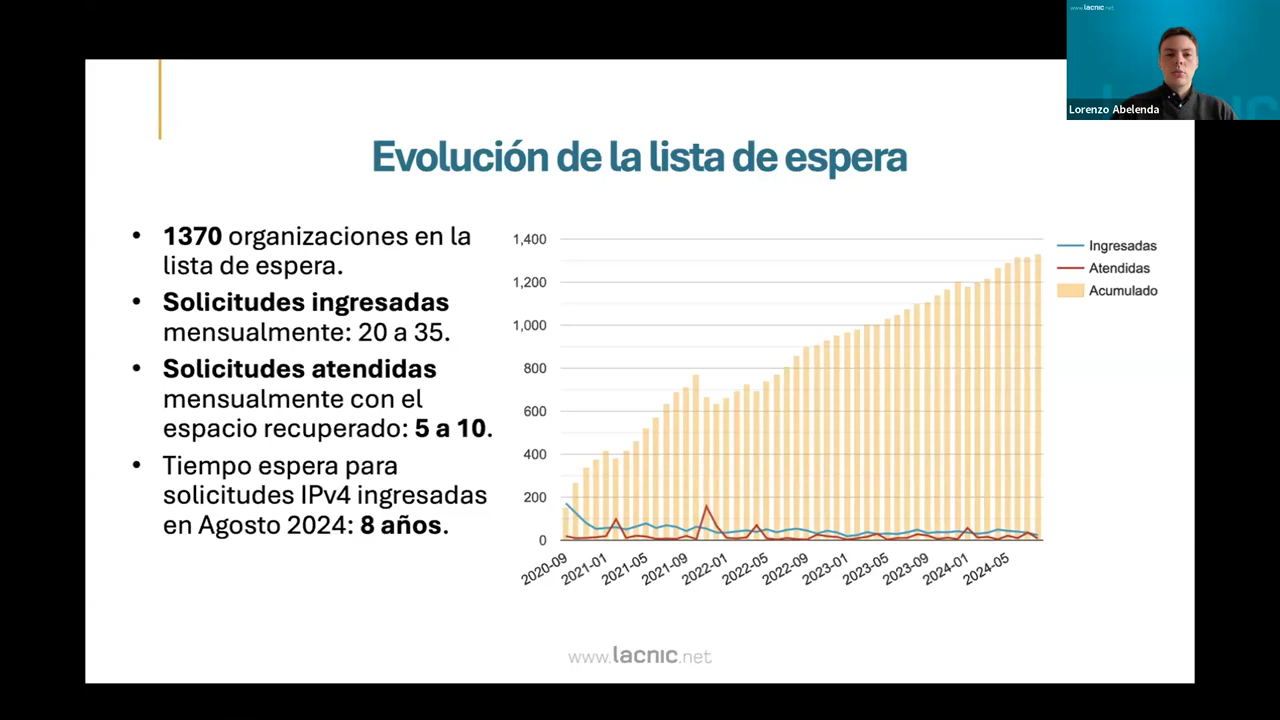 www.lacnic.net
Lorenzo Abelenda
Evolución de la lista de espera
• 1370 organizaciones en la
lista de espera.
• Solicitudes ingresadas
mensualmente: 20 a 35.
• Solicitudes atendidas
mensualmente con el
espacio recuperado: 5 a 10.
• Tiempo espera para
solicitudes IPv4 ingresadas
en Agosto 2024: 8 años.
1,400
1,200
1,000
800
600
400
200
0
2020-09
2021-01
2021-05
2021-09
2022-01
2022-05
2022-09
2023-01
2023-05
2023-09
2024-01
2024-05
Ingresadas
Atendidas
Acumulado
www.lacnic.net